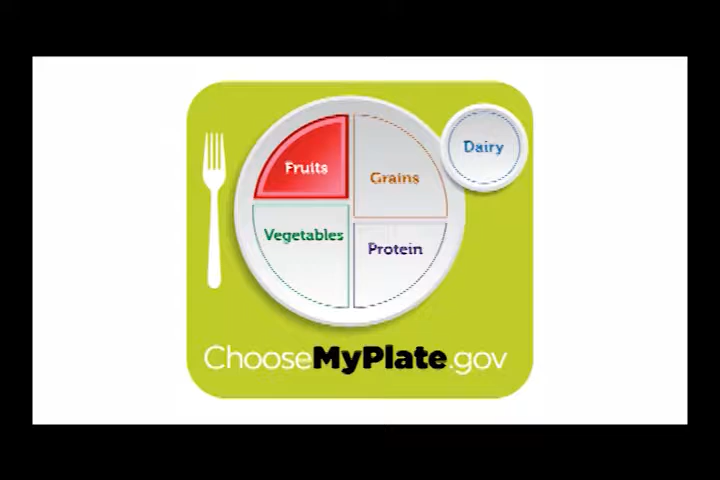 Fruits
Grains
Dairy
Vegetables
Protein
ChooseMyPlate.gov